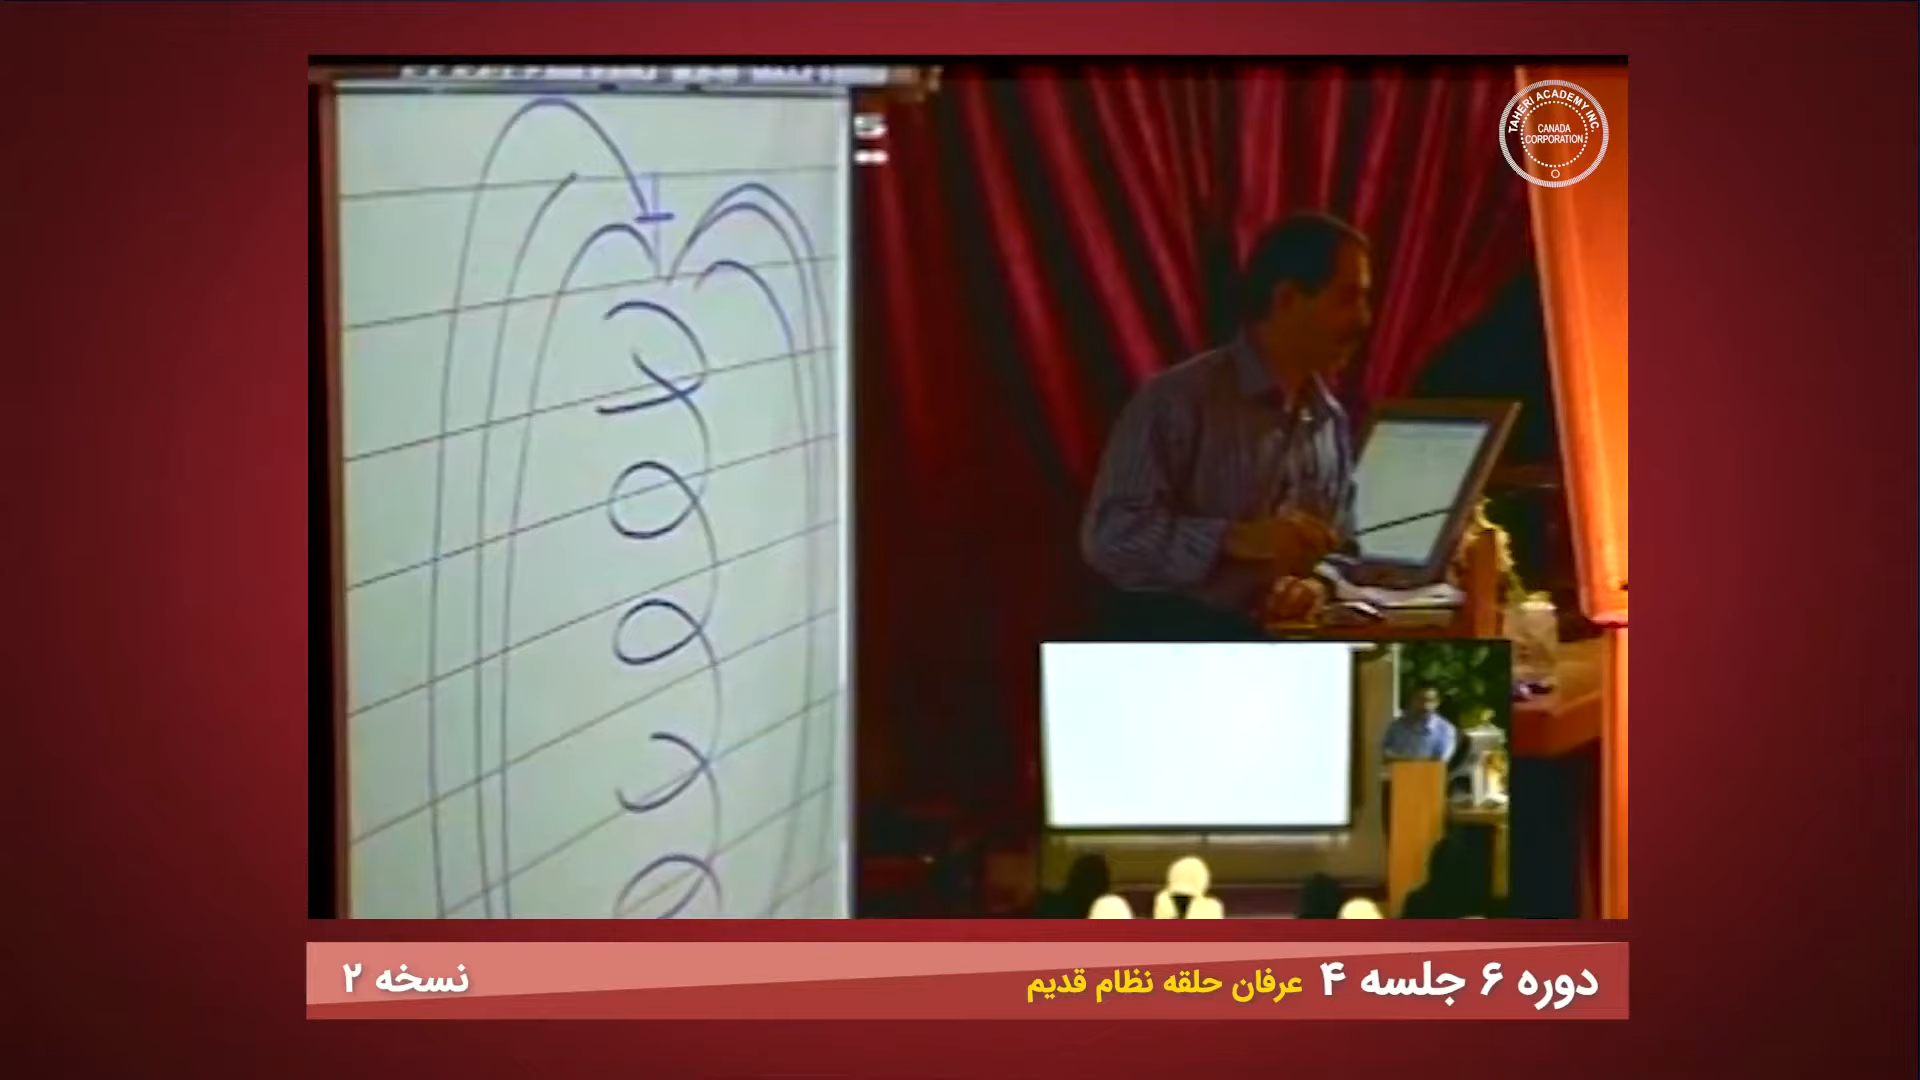 TAHERI ACADEMY INC.
CANADA
CORPORATION
دوره ۶ جلسه ۴ عرفان حلقه نظام قدیم
نسخه ۲